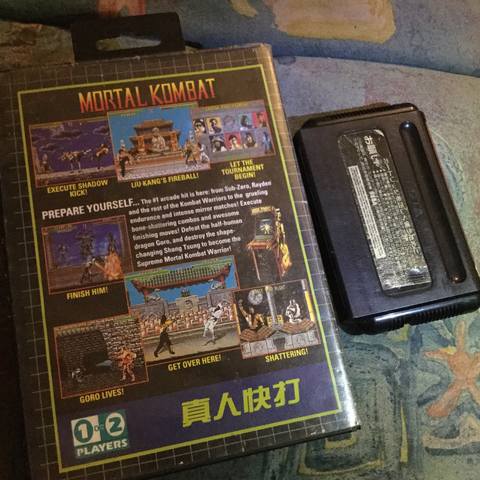 MORTAL KOMBAT
EXECUTE SHADOW
KICK!
LIU KANG'S FIREBALL!
LET THE
TOURNAMENT
BEGIN!
PREPARE YOURSELF... The #1 arcade hit is here: from Sub-Zero, Rayden
and the rest of the Kombat Warriors to the grueling
endurance and intense mirror matches! Execute
bone-shattering combos and awesome
finishing moves! Defeat the half-human
dragon Goro, and destroy the shape-
changing Shang Tsung to become the
Supreme Mortal Kombat Warrior!
FINISH HIM!
GORO LIVES!
GET OVER HERE!
SHATTERING!
1 OR 2
PLAYERS
真人快打